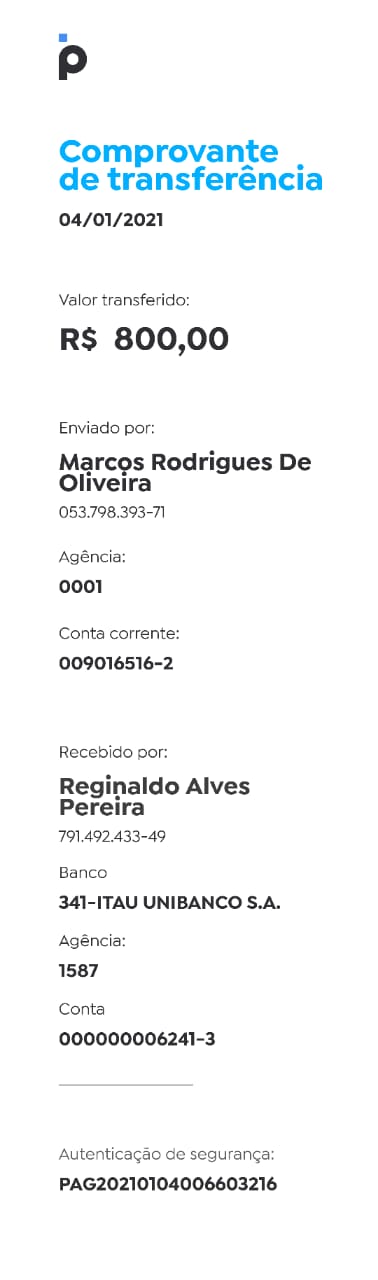 Comprovante
de transferência
04/01/2021
Valor transferido:
R$ 800,00
Enviado por:
Marcos Rodrigues De
Oliveira
053.798.393-71
Agência:
0001
Conta corrente:
009016516-2
Recebido por:
Reginaldo Alves
Pereira
791.492.433-49
Banco
341-ITAU UNIBANCO S.A.
Agência:
1587
Conta
000000006241-3
Autenticação de segurança:
PAG20210104006603216